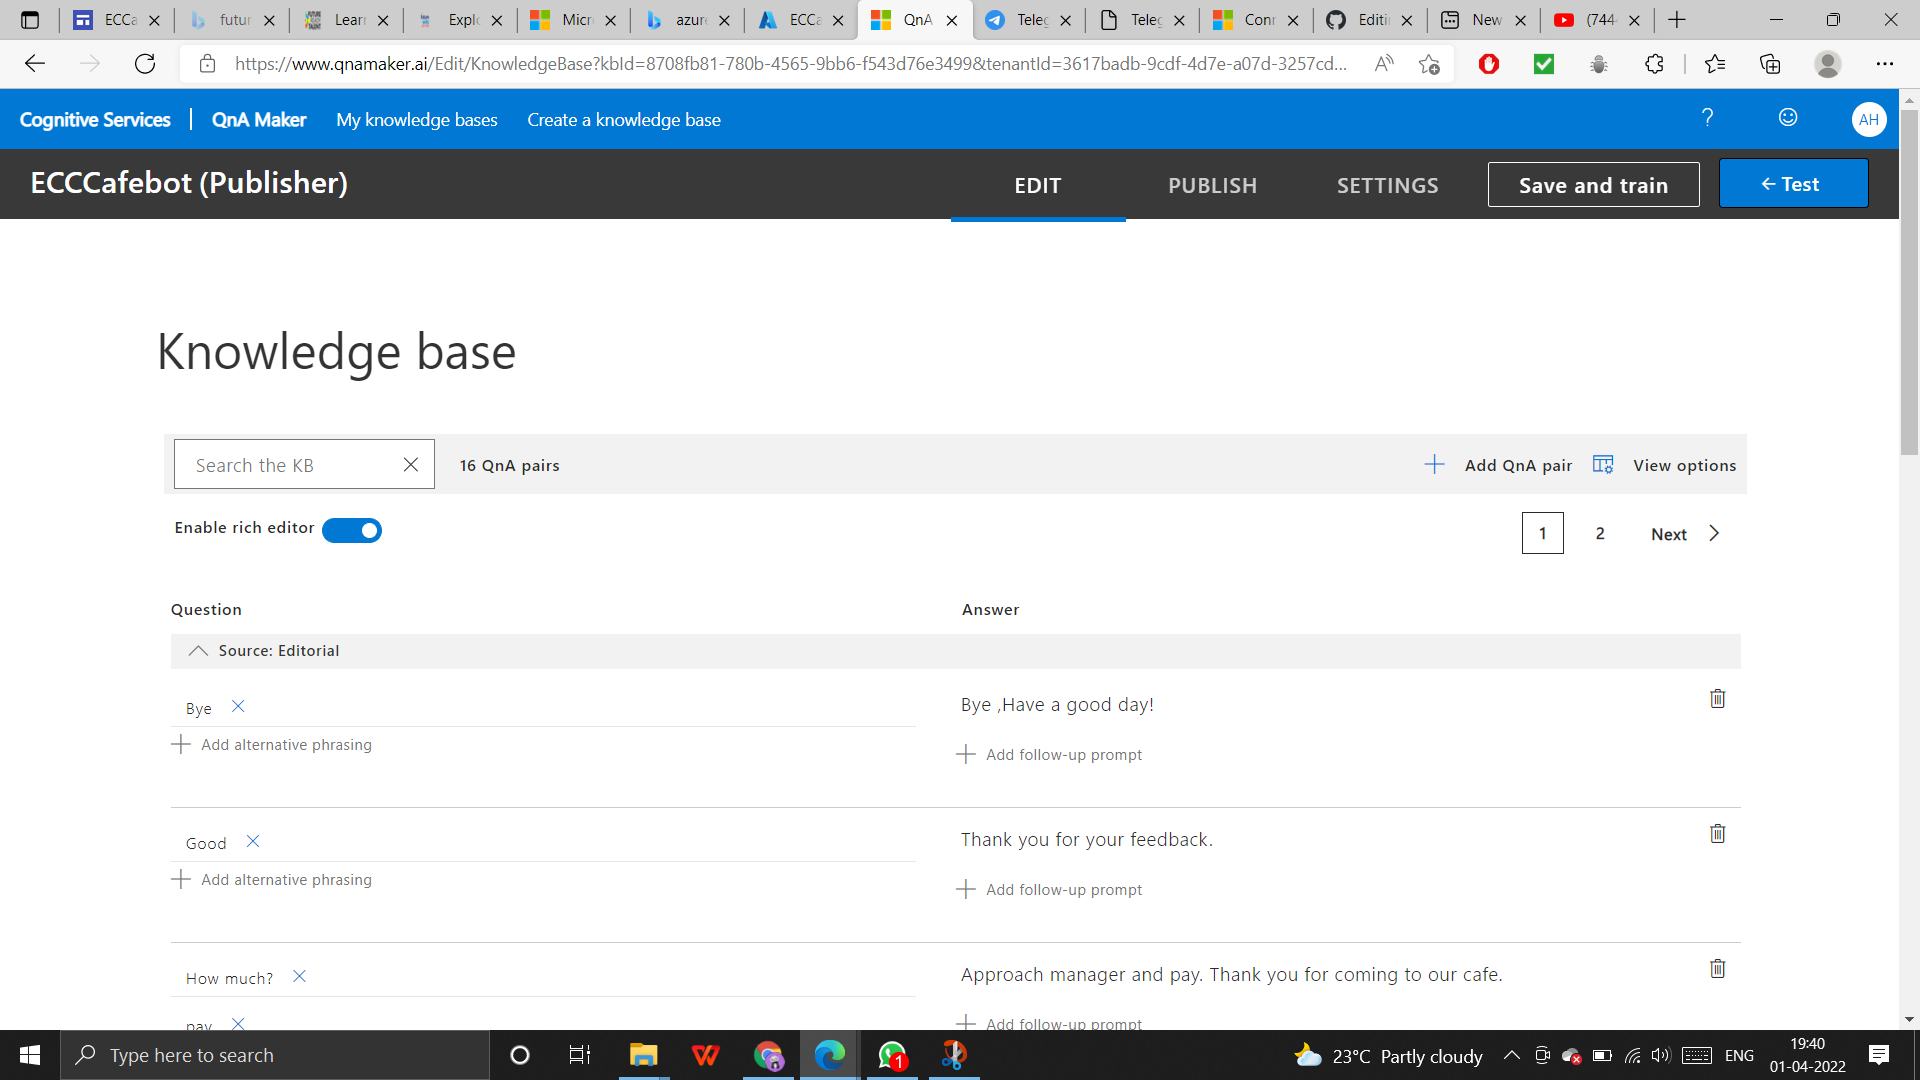 ECCa
futur
Learn
Explo
Micro
azure
ECCa
QnA
Teleg
Teleg
Conn
Editi
New
(744
https://www.qnamaker.ai/Edit/KnowledgeBase?kbId=8708fb81-780b-4565-9bb6-f543d76e3499&tenantId=3617badb-9cdf-4d7e-a07d-3257cd...
Cognitive Services
QnA Maker
My knowledge bases
Create a knowledge base
?
AH
ECCCafebot (Publisher)
EDIT
PUBLISH
SETTINGS
Save and train
Test
Knowledge base
Search the KB
16 QnA pairs
Add QnA pair
View options
Enable rich editor
1
2
Next
Question
Answer
Source: Editorial
Bye
Bye ,Have a good day!
Add alternative phrasing
Add follow-up prompt
Good
Thank you for your feedback.
Add alternative phrasing
Add follow-up prompt
How much?
Approach manager and pay. Thank you for coming to our cafe.
pay
Add follow-up prompt
Type here to search
1
23°C Partly cloudy
ENG
19:40
01-04-2022